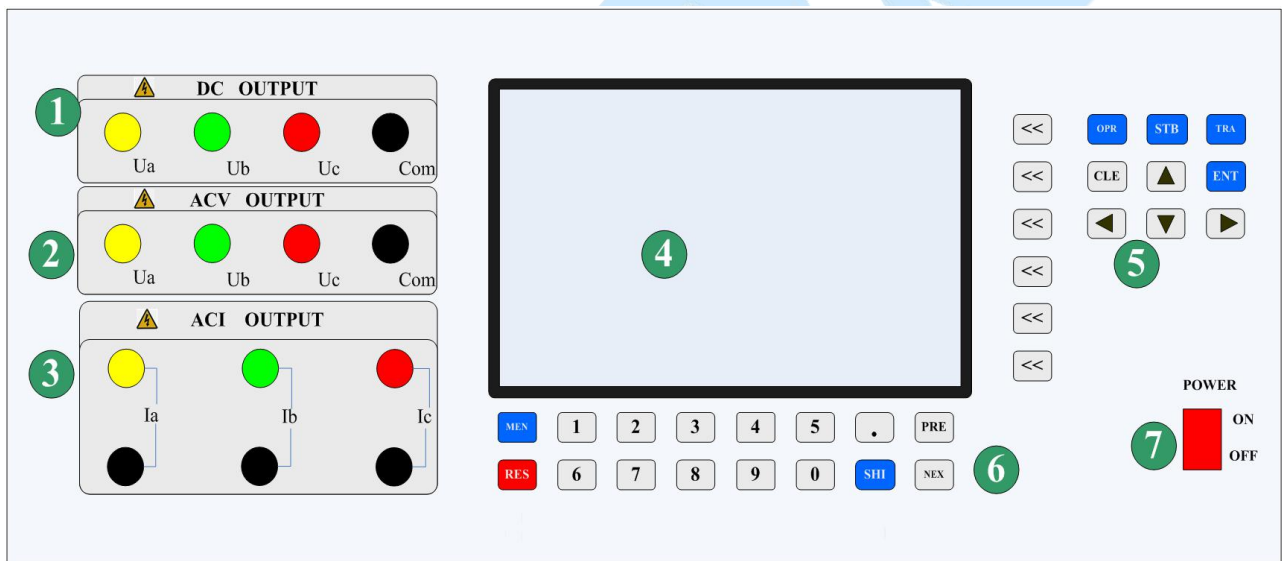 1
DC OUTPUT
Ua Ub Uc Com
2
ACV OUTPUT
Ua Ub Uc Com
3
ACI OUTPUT
Ia Ib Ic
4
<< OPR STB TRA
<< CLE ENT
<<
<<
<<
<<
5
MEN 1 2 3 4 5 . PRE
RES 6 7 8 9 0 SHI NEX
6
POWER
ON
OFF
7